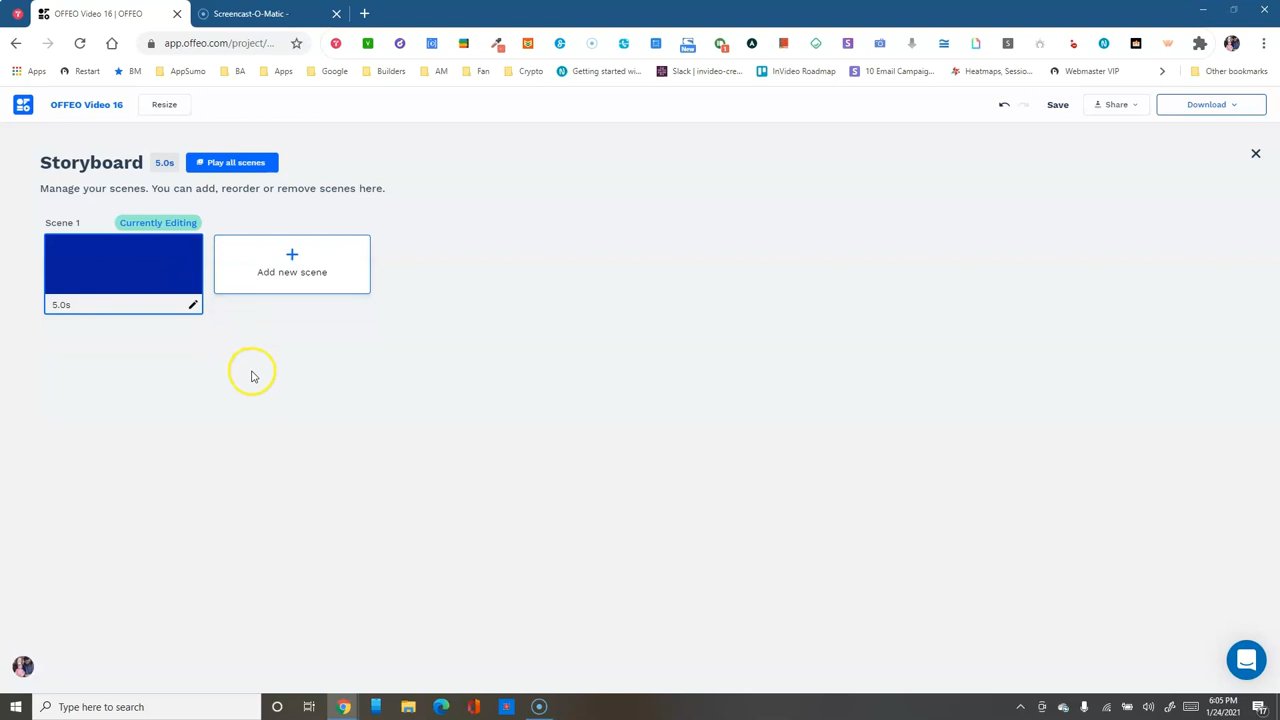 OFFEO Video 16 | OFFEO
Screencast-O-Matic -
app.offeo.com/project/...
New
1
Apps
Restart
BM
AppSumo
BA
Apps
Google
Builders
AM
Fan
Crypto
Getting started wi...
Slack | invideo-cre...
InVideo Roadmap
10 Email Campaig...
Heatmaps, Sessio...
Webmaster VIP
Other bookmarks
OFFEO Video 16
Resize
Save
Share
Download
Storyboard
5.0s
Play all scenes
Manage your scenes. You can add, reorder or remove scenes here.
Scene 1
Currently Editing
Add new scene
5.0s
Type here to search
6:05 PM
1/24/2021
17